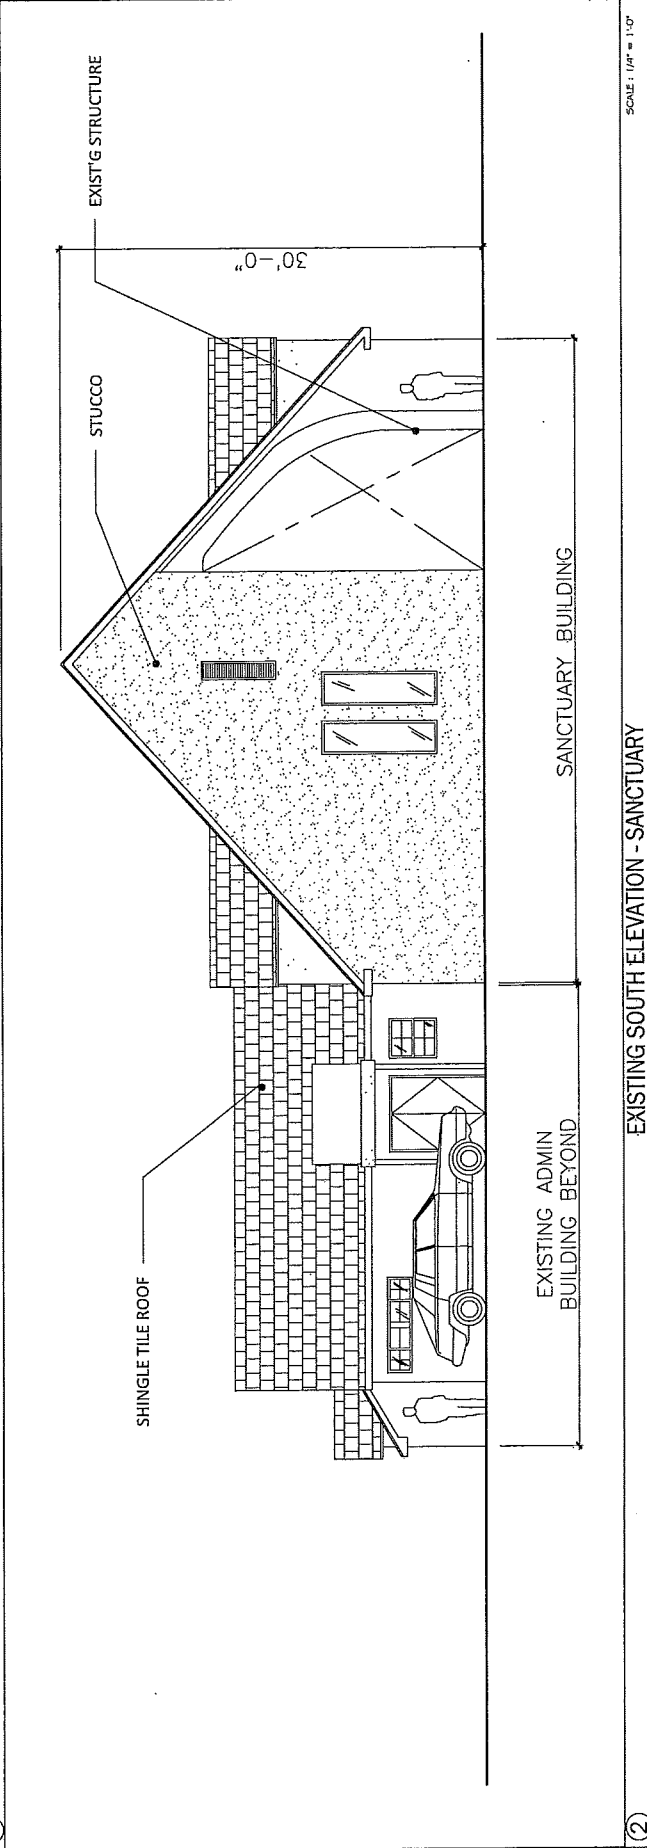 EXIST'G STRUCTURE
STUCCO
SHINGLE TILE ROOF
30'-0"
EXISTING ADMIN
BUILDING BEYOND
SANCTUARY BUILDING
2
EXISTING SOUTH ELEVATION - SANCTUARY
SCALE : 1/4" = 1'-0"